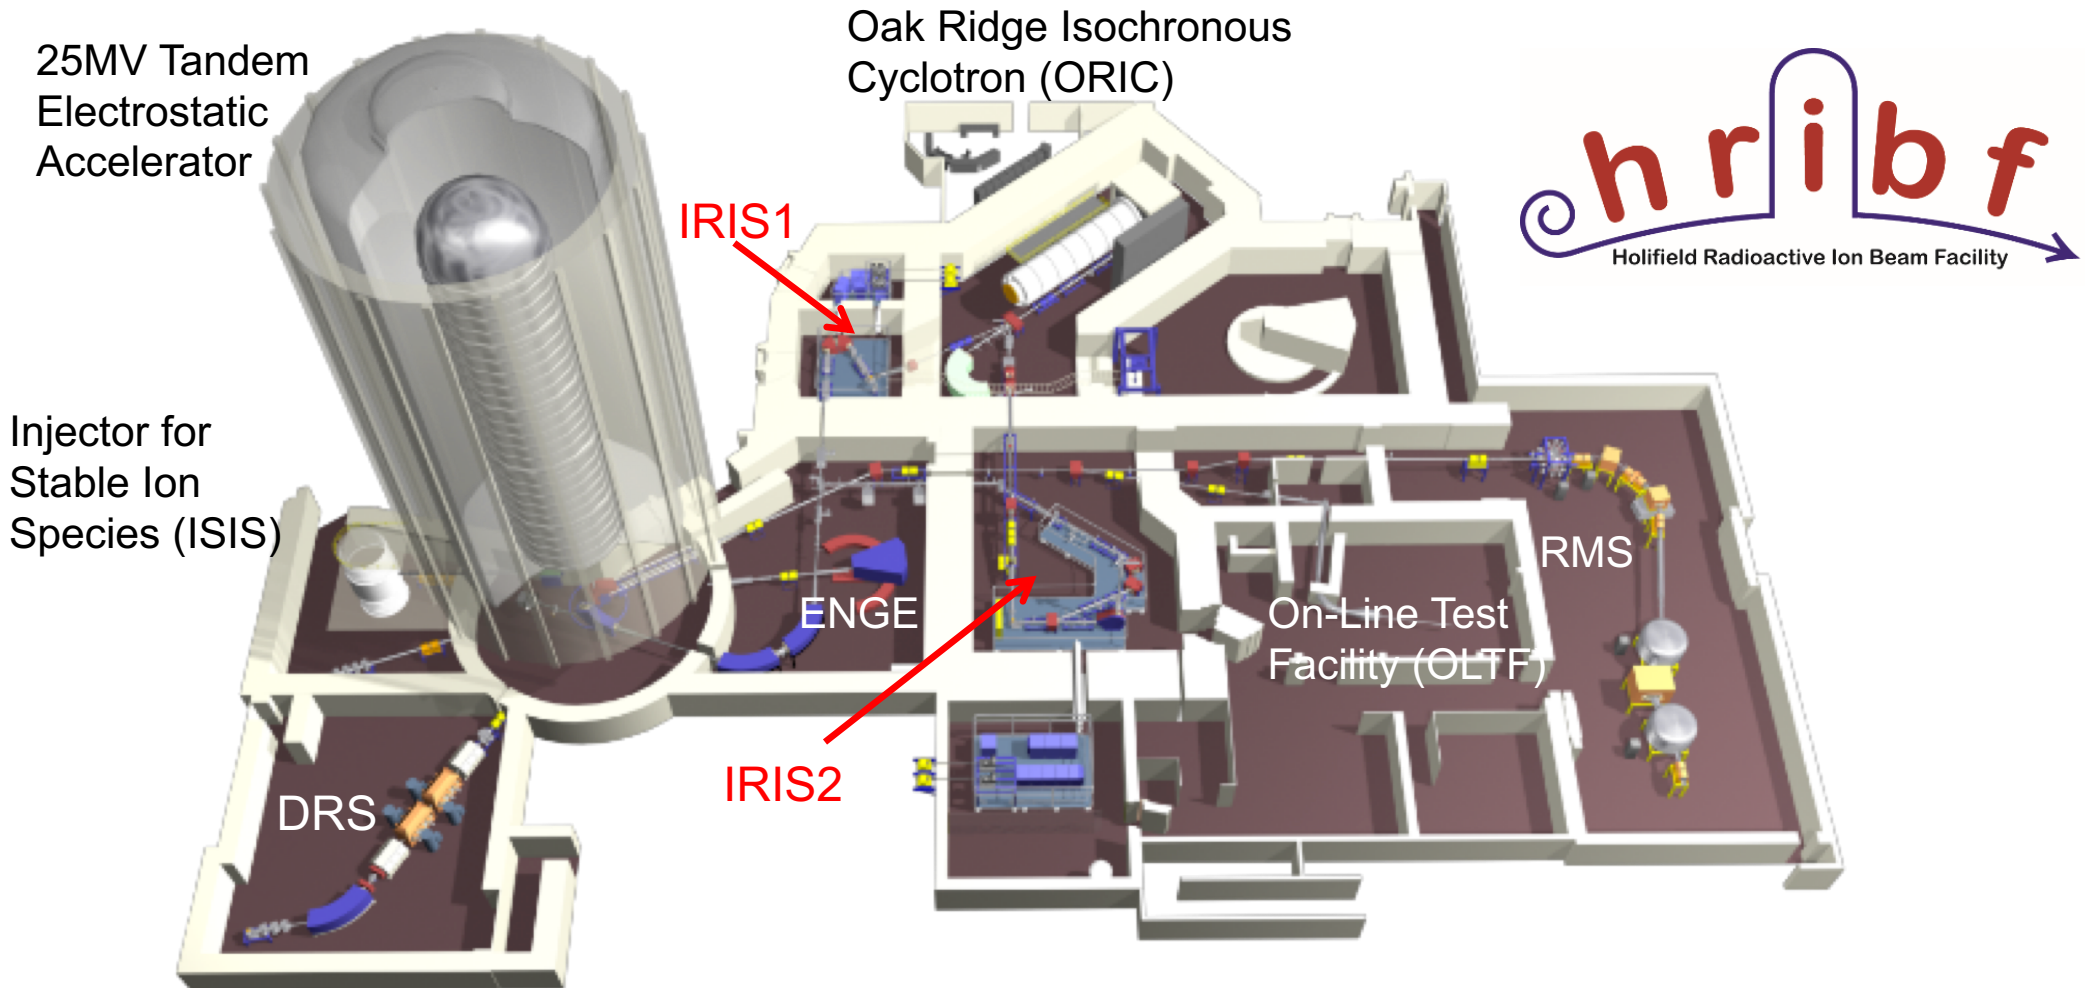 25MV Tandem
Electrostatic
Accelerator
Oak Ridge Isochronous
Cyclotron (ORIC)
hribf
Holifield Radioactive Ion Beam Facility
IRIS1
Injector for
Stable Ion
Species (ISIS)
RMS
ENGE
On-Line Test
Facility (OLTF)
IRIS2
DRS